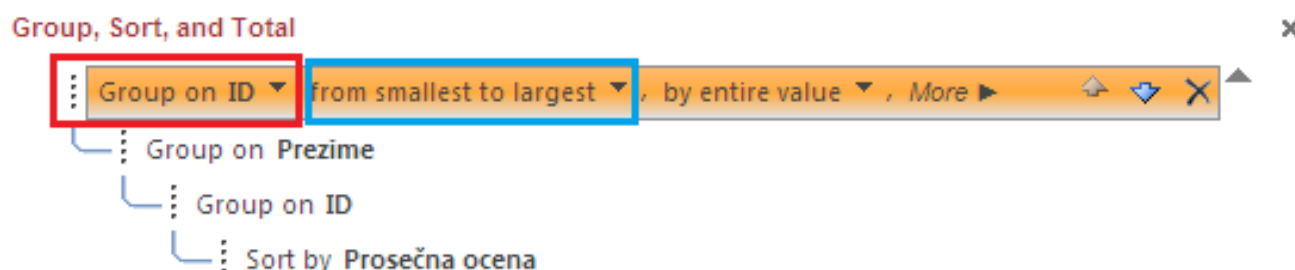 Group, Sort, and Total
Group on ID from smallest to largest , by entire value , More
Group on Prezime
Group on ID
Sort by Prosečna ocena